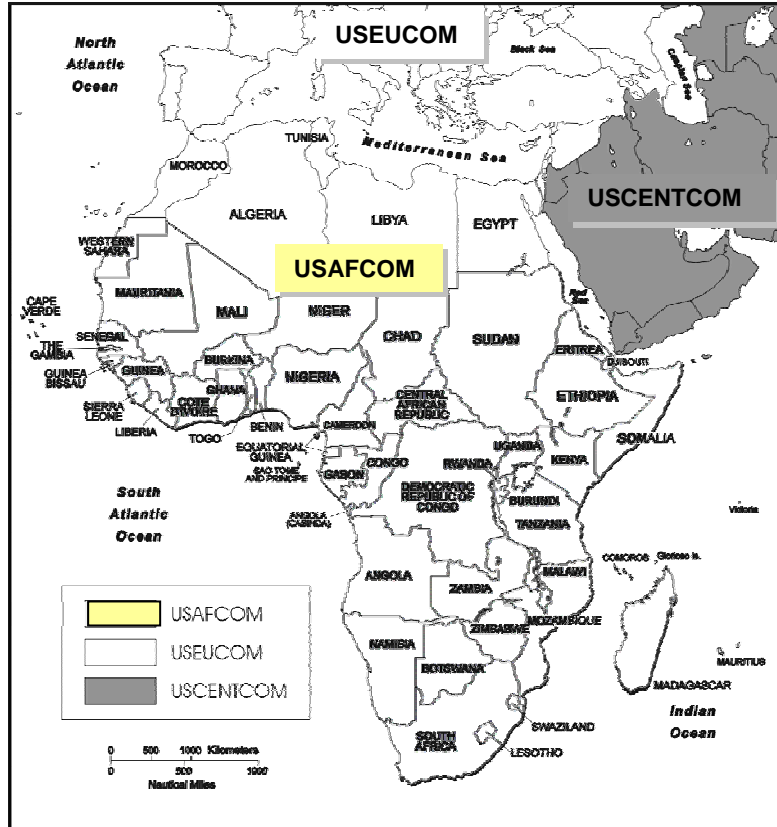 USEUCOM
North
Atlantic
Ocean
Black Sea
Caspian Sea
TUNISIA
Mediterranean Sea
MOROCCO
USCENTCOM
ALGERIA
LIBYA
EGYPT
WESTERN
SAHARA
USAFCOM
MAURITANIA
MALI
NIGER
Red
Sea
CAPE
VERDE
CHAD
SUDAN
SENEGAL
THE
GAMBIA
ERITREA
DJIBOUTI
GUINEA
BISSAU
GUINEA
BURKINA
NIGERIA
GHANA
COTE
D'IVOIRE
ETHIOPIA
SIERRA
LEONE
CENTRAL
AFRICAN
REPUBLIC
LIBERIA
TOGO
BENIN
CAMEROON
SOMALIA
EQUATORIAL
GUINEA
UGANDA
KENYA
SAO TOME
AND PRINCIPE
GABON
CONGO
RWANDA
DEMOCRATIC
REPUBLIC OF
CONGO
BURUNDI
South
Atlantic
Ocean
ANGOLA
(CABINDA)
TANZANIA
Victoria
COMOROS
Glorioso Is.
ANGOLA
MALAWI
ZAMBIA
MOZAMBIQUE
ZIMBABWE
NAMIBIA
BOTSWANA
MAURITIUS
MADAGASCAR
Indian
Ocean
SWAZILAND
SOUTH
AFRICA
LESOTHO
USAFCOM
USEUCOM
USCENTCOM
0 500 1000 Kilometers
0 500 1000
Nautical Miles